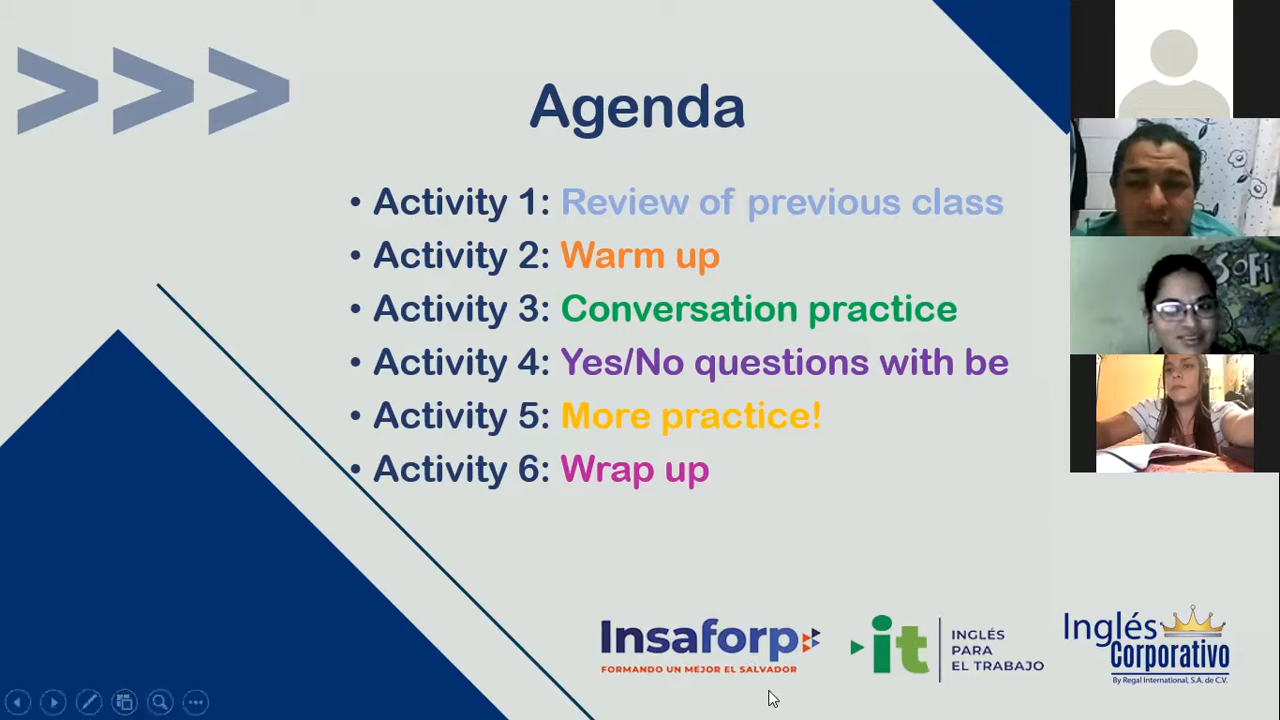 Agenda
• Activity 1: Review of previous class
• Activity 2: Warm up
• Activity 3: Conversation practice
• Activity 4: Yes/No questions with be
• Activity 5: More practice!
• Activity 6: Wrap up
SoFi
Insaforp
FORMANDO UN MEJOR EL SALVADOR
it
INGLÉS
PARA
EL TRABAJO
Inglés
Corporativo
By Regal International, S.A. de C.V.